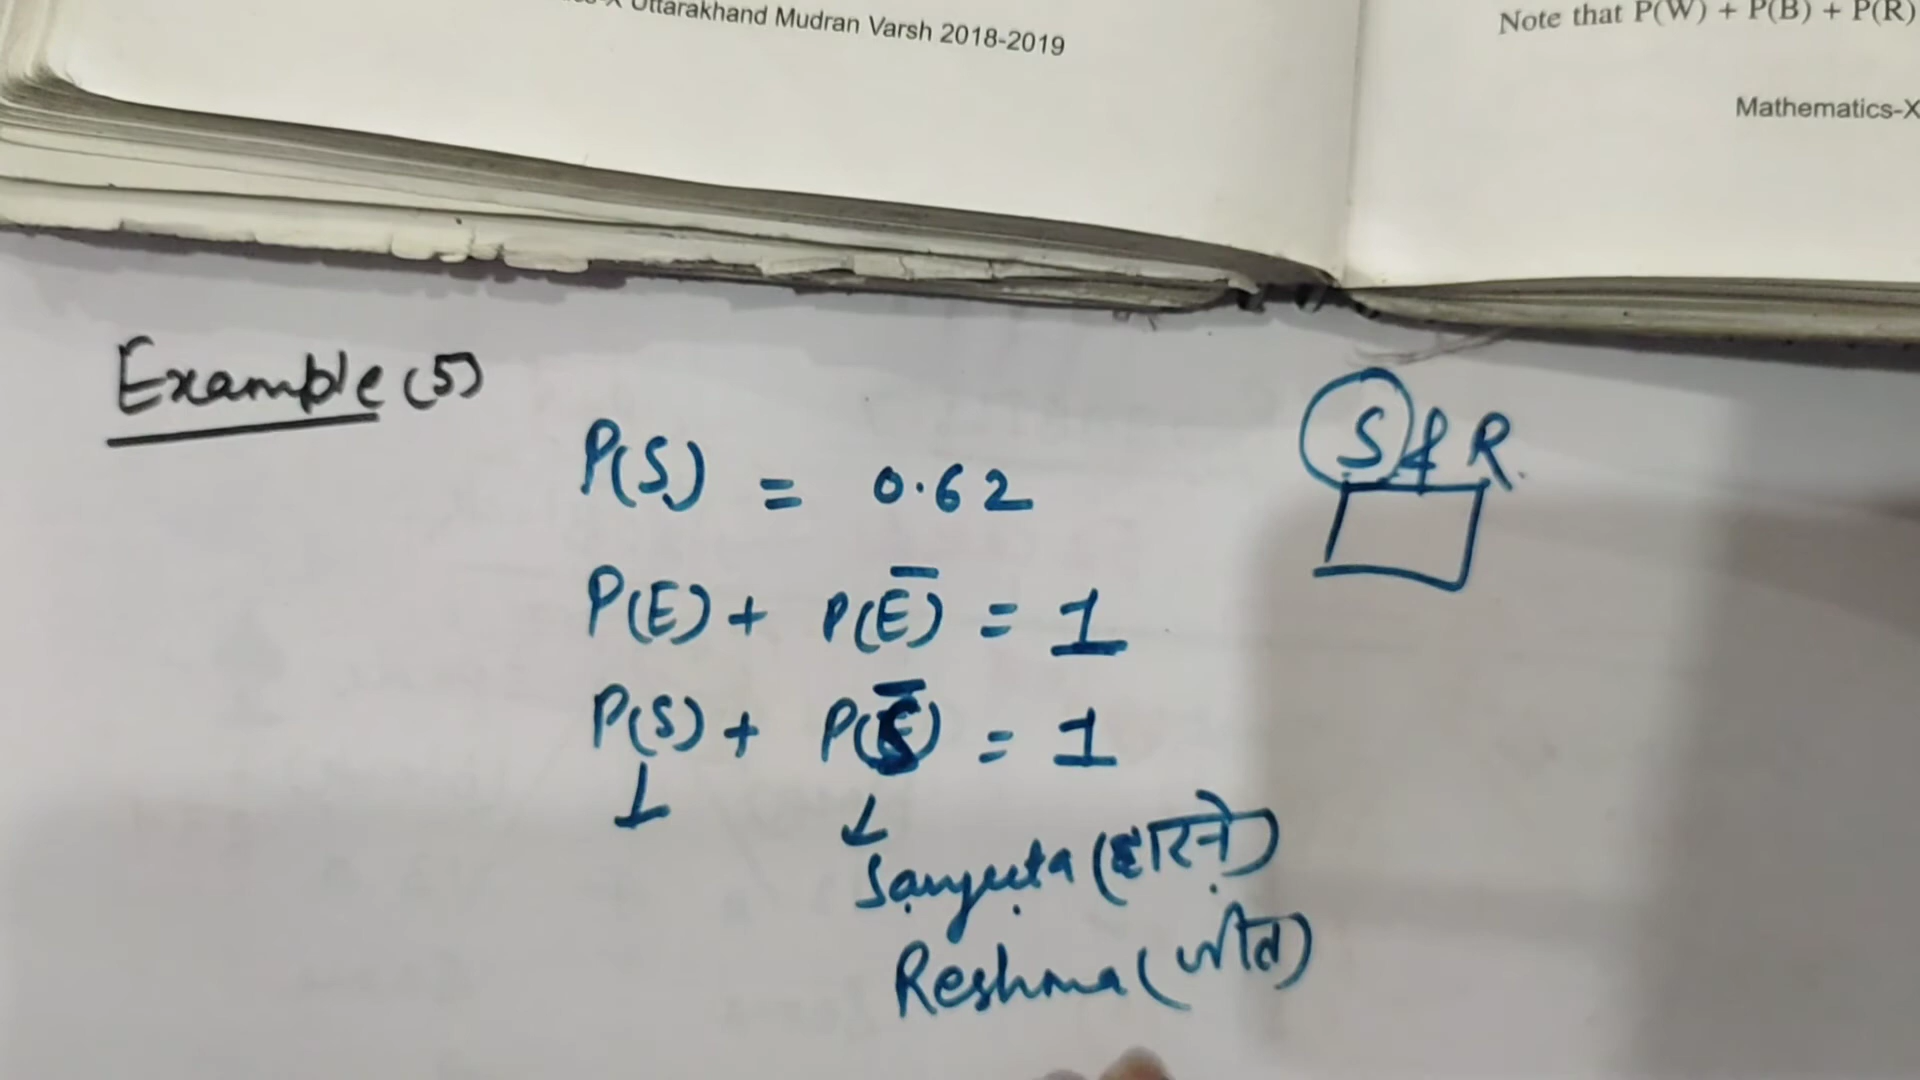 Uttarakhand Mudran Varsh 2018-2019
Note that P(W) + P(B) + P(R)
Mathematics-X
Example (5)
S & R.
P(S) = 0.62
P(E) + P(E̅) = 1
P(S) + P(S̅) = 1
↓ ↓
Sangeeta (हारने)
Reshma (जीत)